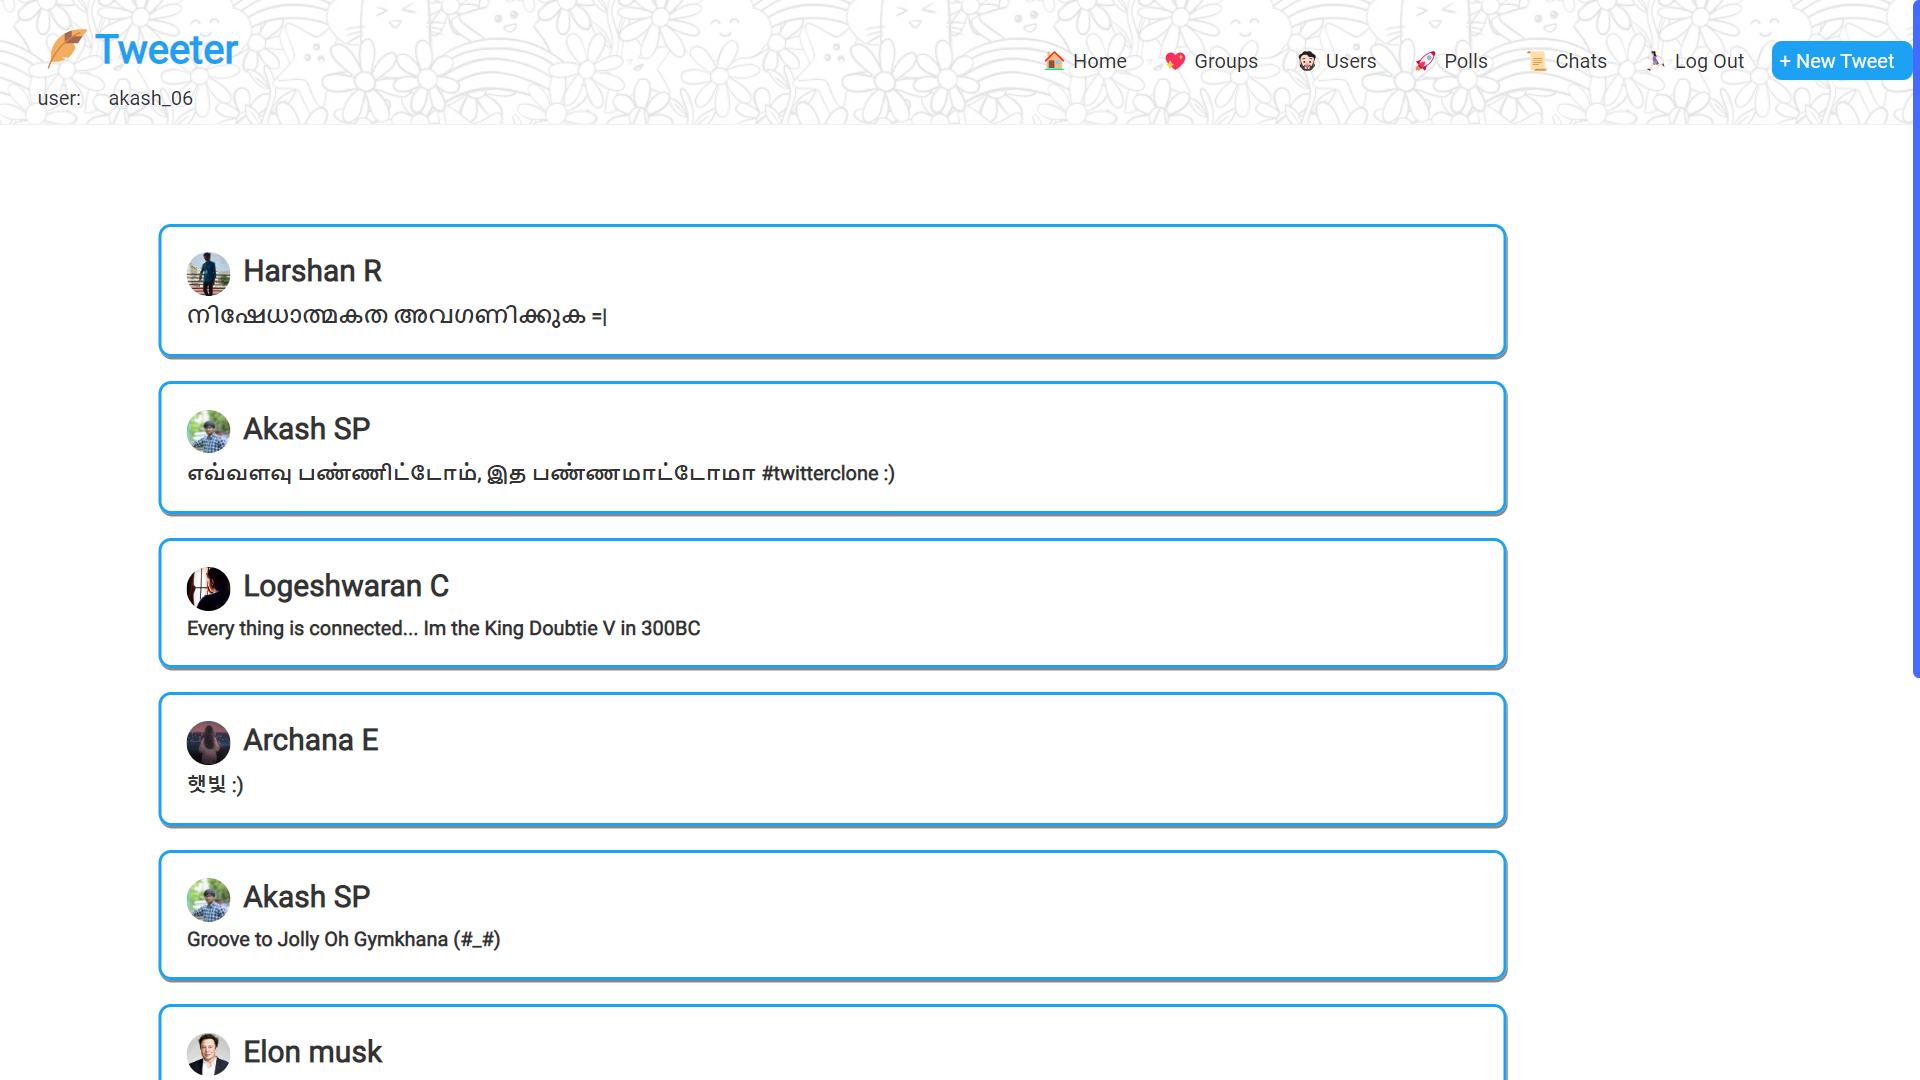 Tweeter
Home Groups Users Polls Chats Log Out + New Tweet
user: akash_06
Harshan R
നിഷേധാത്മകത അവഗണിക്കുക =|
Akash SP
எவ்வளவு பண்ணிட்டோம், இத பண்ணமாட்டோமா #twitterclone :)
Logeshwaran C
Every thing is connected... Im the King Doubtie V in 300BC
Archana E
햇빛 :)
Akash SP
Groove to Jolly Oh Gymkhana (#_#)
Elon musk